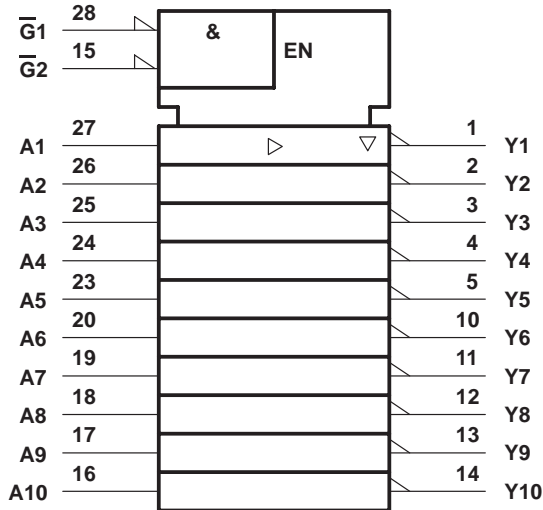 28
G̅1
&
EN
15
G̅2
27 1
A1 Y1
26 2
A2 Y2
25 3
A3 Y3
24 4
A4 Y4
23 5
A5 Y5
20 10
A6 Y6
19 11
A7 Y7
18 12
A8 Y8
17 13
A9 Y9
16 14
A10 Y10